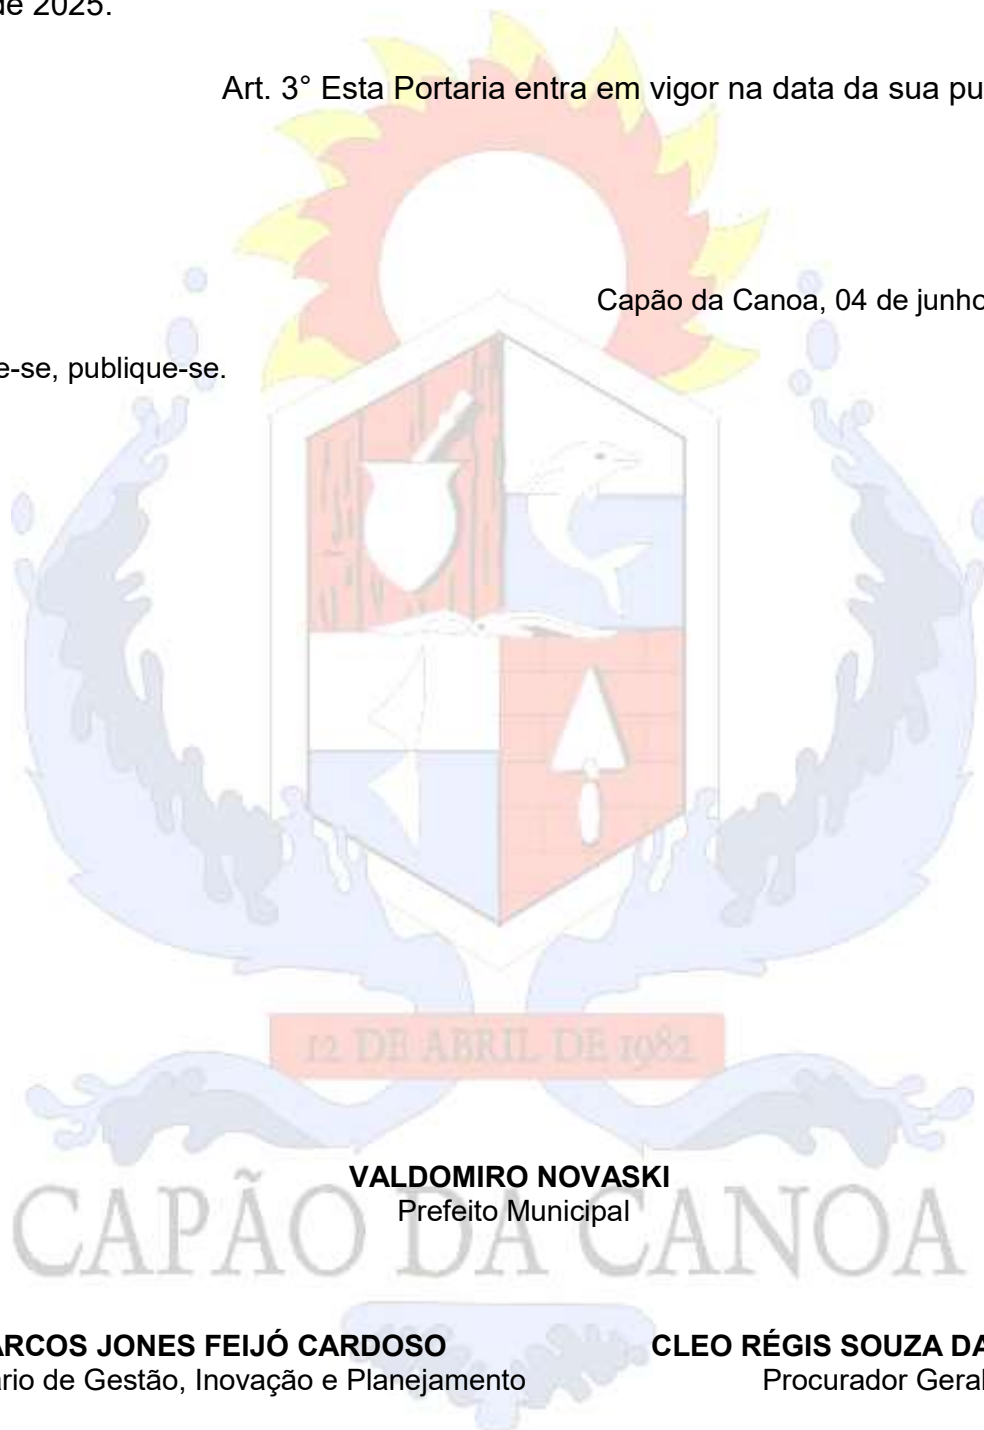 de 2025.
Art. 3° Esta Portaria entra em vigor na data da sua pu
Capão da Canoa, 04 de junho
e-se, publique-se.
12 DE ABRIL DE 1982
VALDOMIRO NOVASKI
Prefeito Municipal
CAPÃO DA CANOA
ARCOS JONES FEIJÓ CARDOSO CLEO RÉGIS SOUZA DA
ário de Gestão, Inovação e Planejamento Procurador Geral